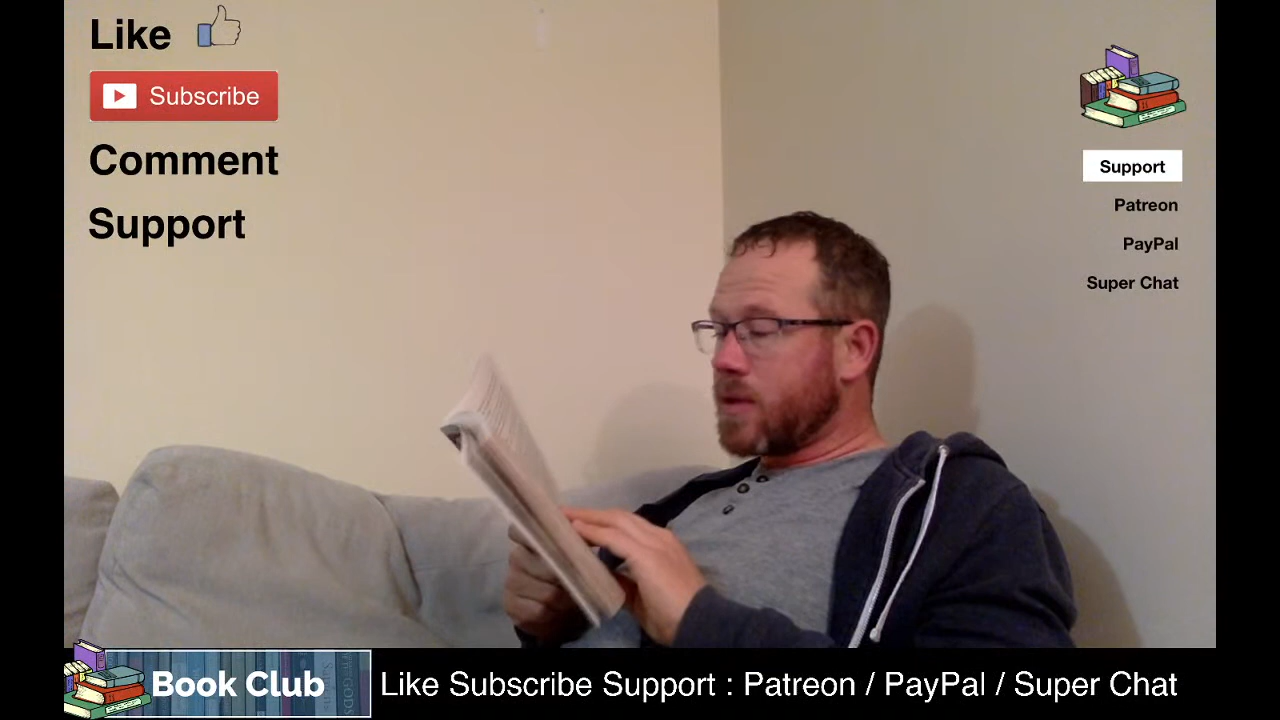 Like
Subscribe
Comment
Support
Support
Patreon
PayPal
Super Chat
Book Club
Like Subscribe Support : Patreon / PayPal / Super Chat